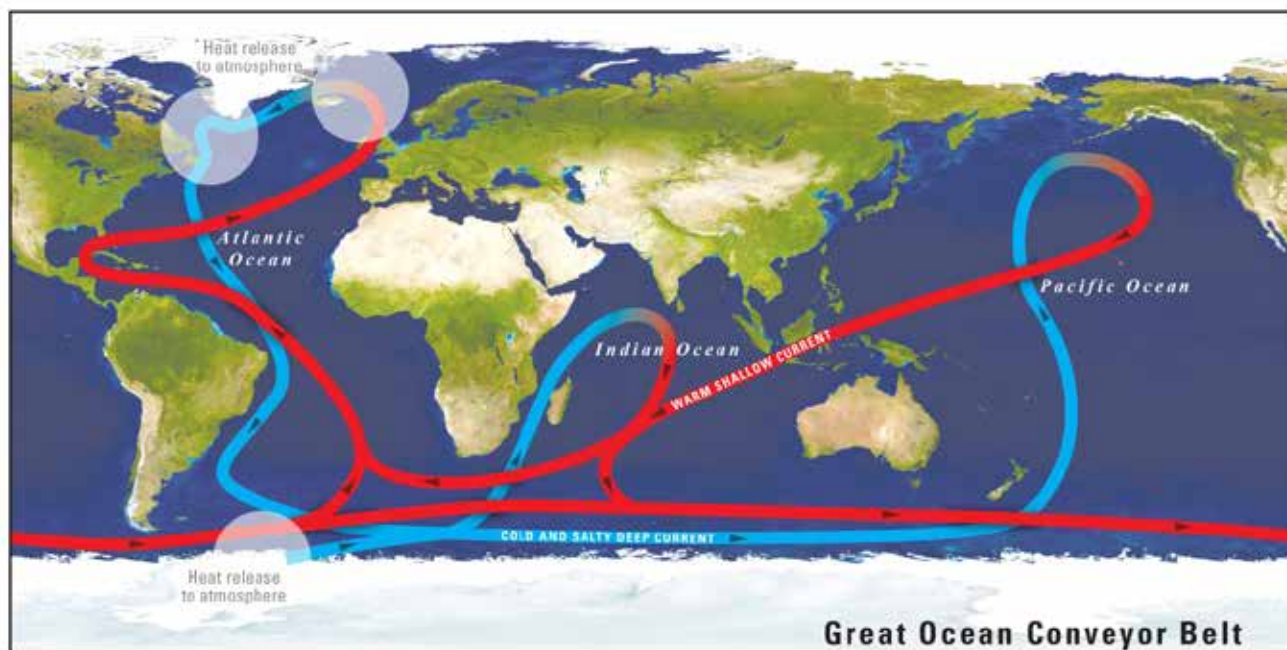 Heat release
to atmosphere
Atlantic
Ocean
Indian Ocean
Pacific Ocean
WARM SHALLOW CURRENT
COLD AND SALTY DEEP CURRENT
Heat release
to atmosphere
Great Ocean Conveyor Belt